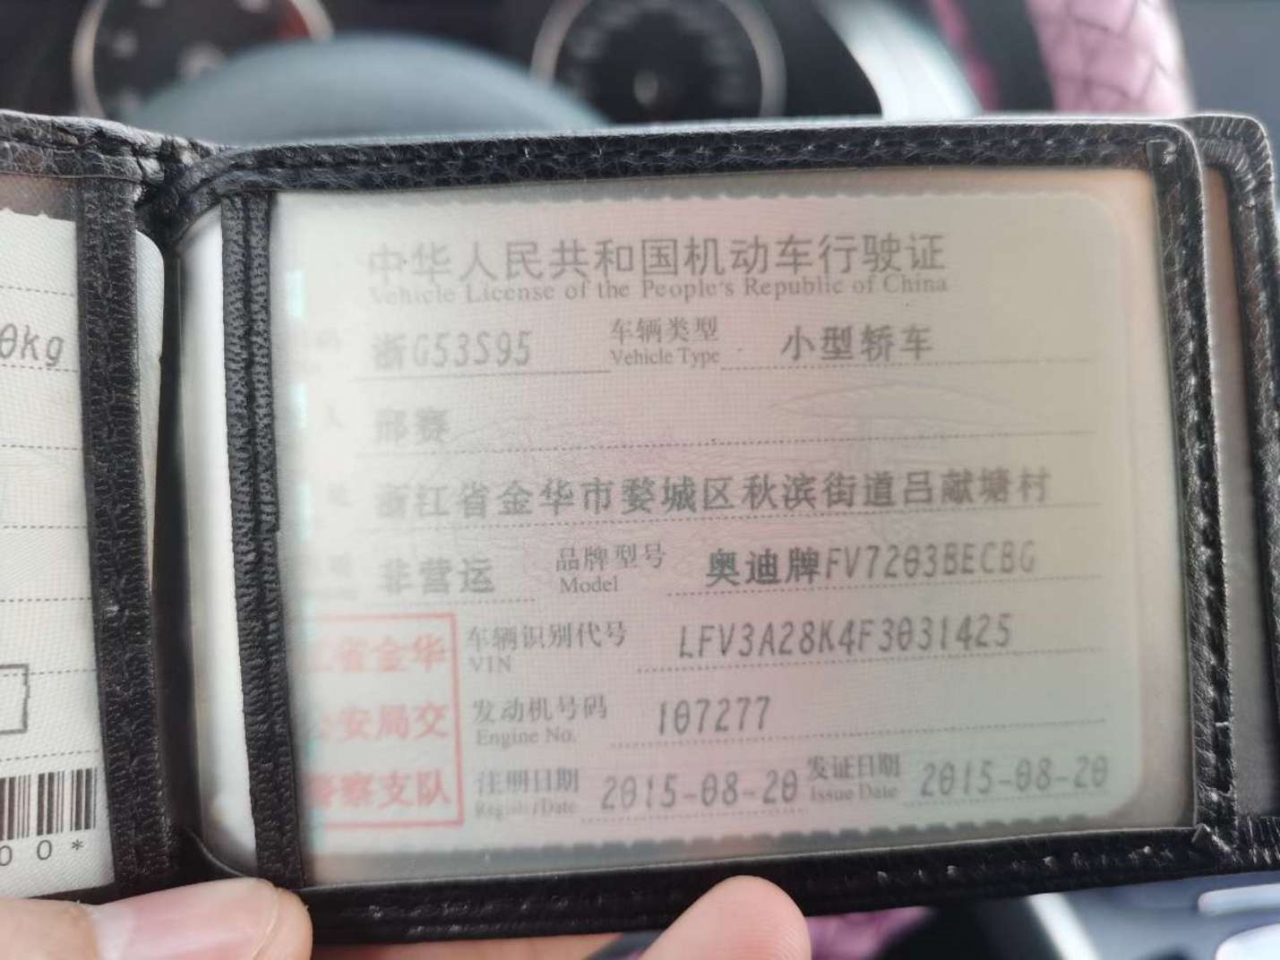 0kg
00*
中华人民共和国机动车行驶证
Vehicle License of the People's Republic of China
浙G53S95 车辆类型 Vehicle Type 小型轿车
人 邢赛
浙江省金华市婺城区秋滨街道吕献塘村
非营运 品牌型号 Model 奥迪牌FV7203BECBG
江省金华
公安局交
警察支队
车辆识别代号 VIN LFV3A28K4F3031425
发动机号码 Engine No. 107277
注册日期 Register Date 2015-08-20 发证日期 Issue Date 2015-08-20